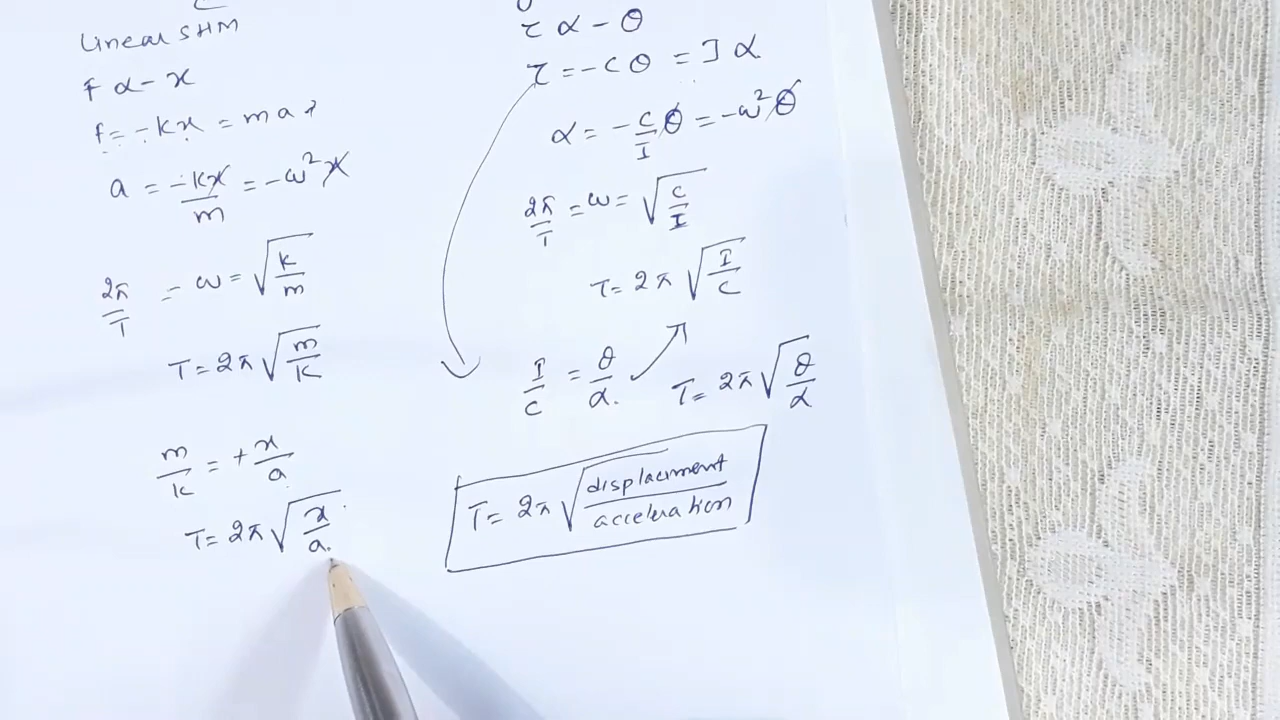 Linear SHM
f α - x
f = -kx = ma
a = -kx/m = -ω²x
2π/T = ω = √(k/m)
T = 2π√(m/k)
m/k = + x/a
T = 2π√(x/a)
τ α - θ
τ = -cθ = Iα
α = -c/I θ = -ω²θ
2π/T = ω = √(c/I)
T = 2π√(I/c)
I/c = θ/α
T = 2π√(θ/α)
T = 2π√(displacement/acceleration)